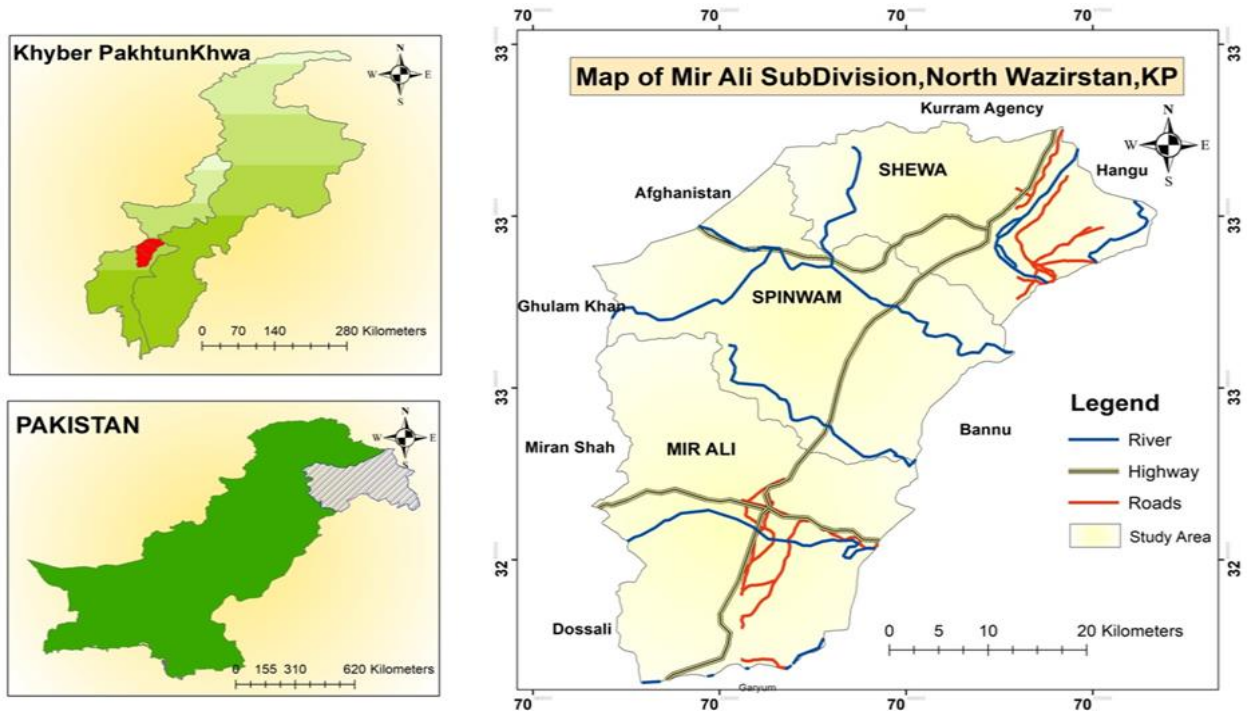 Khyber PakhtunKhwa
N
W E
S
0 70 140 280 Kilometers
PAKISTAN
N
W E
S
0 155 310 620 Kilometers
70 70 70 70
33 33
Map of Mir Ali SubDivision,North Wazirstan,KP
Kurram Agency
N
W E
S
SHEWA
Hangu
Afghanistan
33 33
Ghulam Khan
SPINWAM
33 33
Legend
Bannu
River
Miran Shah
MIR ALI
Highway
Roads
Study Area
32 32
Dossali
0 5 10 20 Kilometers
Garyum
70 70 70 70